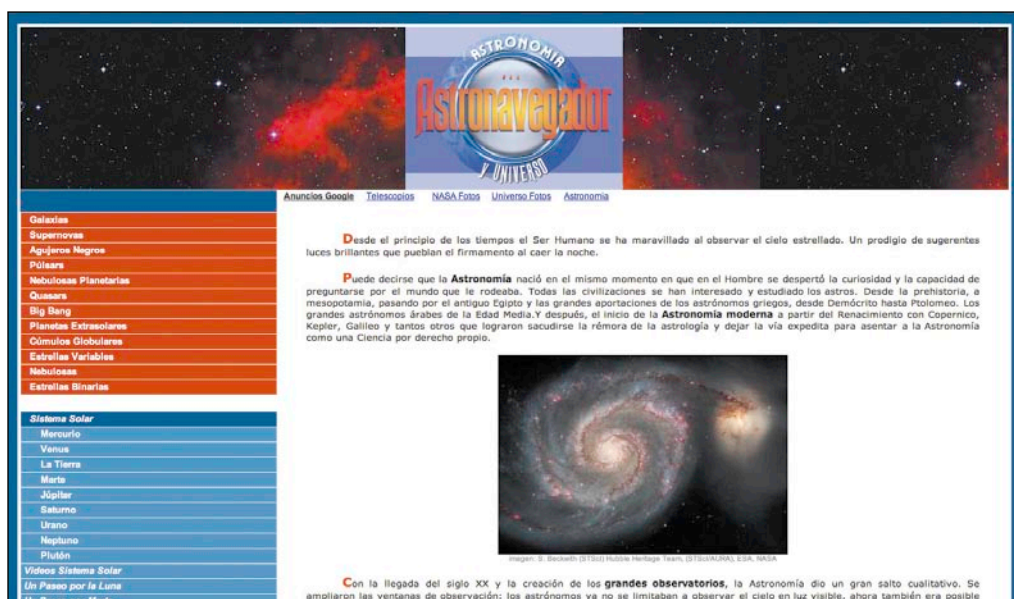 ASTRONOMIA
Astronavegador
Y UNIVERSO
Anuncios Google Telescopios NASA Fotos Universo Fotos Astronomia
Galaxias
Supernovas
Agujeros Negros
Púlsars
Nebulosas Planetarias
Quasars
Big Bang
Planetas Extrasolares
Cúmulos Globulares
Estrellas Variables
Nebulosas
Estrellas Binarias
Sistema Solar
Mercurio
Venus
La Tierra
Marte
Júpiter
Saturno
Urano
Neptuno
Plutón
Videos Sistema Solar
Un Paseo por la Luna
Desde el principio de los tiempos el Ser Humano se ha maravillado al observar el cielo estrellado. Un prodigio de sugerentes
luces brillantes que pueblan el firmamento al caer la noche.
Puede decirse que la Astronomía nació en el mismo momento en que en el Hombre se despertó la curiosidad y la capacidad de
preguntarse por el mundo que le rodeaba. Todas las civilizaciones se han interesado y estudiado los astros. Desde la prehistoria, a
mesopotamia, pasando por el antiguo Egipto y las grandes aportaciones de los astrónomos griegos, desde Demócrito hasta Ptolomeo. Los
grandes astrónomos árabes de la Edad Media.Y después, el inicio de la Astronomía moderna a partir del Renacimiento con Copernico,
Kepler, Galileo y tantos otros que lograron sacudirse la rémora de la astrología y dejar la vía expedita para asentar a la Astronomía
como una Ciencia por derecho propio.
Imagen: S. Beckwith (STScI) Hubble Heritage Team, (STScI/AURA), ESA, NASA
Con la llegada del siglo XX y la creación de los grandes observatorios, la Astronomía dio un gran salto cualitativo. Se
ampliaron las ventanas de observación: los astrónomos ya no se limitaban a observar el cielo en luz visible, ahora también era posible